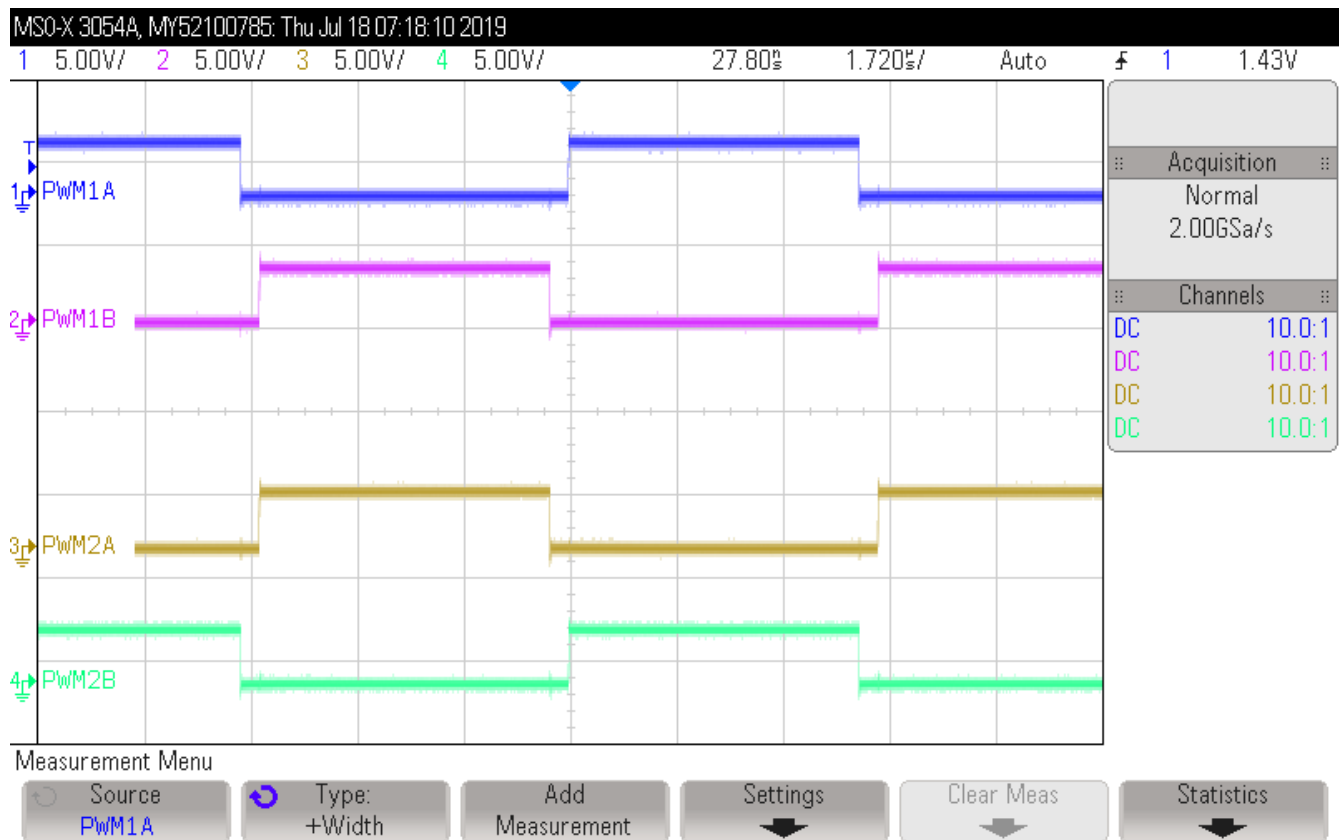 MSO-X 3054A, MY52100785: Thu Jul 18 07:18:10 2019
1 5.00V/ 2 5.00V/ 3 5.00V/ 4 5.00V/ 27.80ns 1.720us/ Auto 1 1.43V
T
Acquisition
Normal
2.00GSa/s
1 PWM1A
Channels
2 PWM1B
DC 10.0:1
DC 10.0:1
DC 10.0:1
DC 10.0:1
3 PWM2A
4 PWM2B
Measurement Menu
Source
PWM1A
Type:
+Width
Add
Measurement
Settings
Clear Meas
Statistics